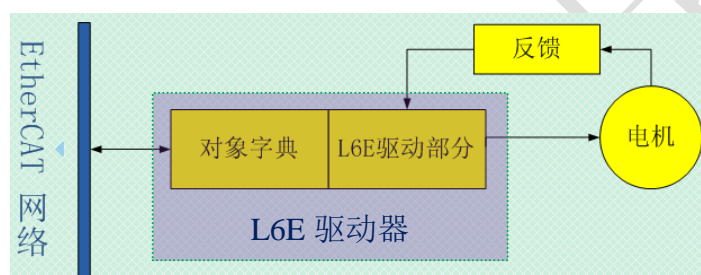 EtherCAT 网络
反馈
对象字典
L6E驱动部分
电机
L6E 驱动器